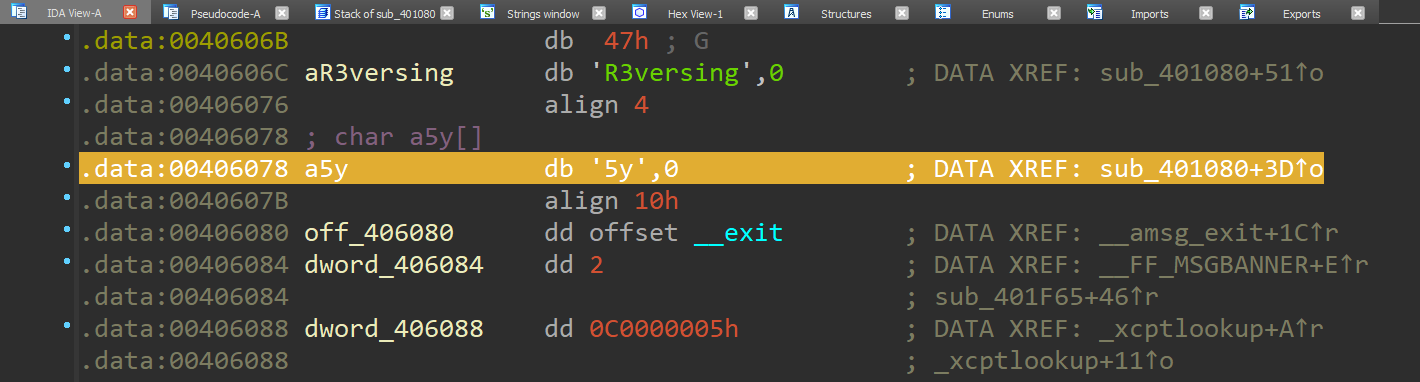 IDA View-A Pseudocode-A Stack of sub_401080 's' Strings window Hex View-1 Structures Enums Imports Exports
.data:0040606B db 47h ; G
.data:0040606C aR3versing db 'R3versing',0 ; DATA XREF: sub_401080+51↑o
.data:00406076 align 4
.data:00406078 ; char a5y[]
.data:00406078 a5y db '5y',0 ; DATA XREF: sub_401080+3D↑o
.data:0040607B align 10h
.data:00406080 off_406080 dd offset __exit ; DATA XREF: __amsg_exit+1C↑r
.data:00406084 dword_406084 dd 2 ; DATA XREF: __FF_MSGBANNER+E↑r
.data:00406084 ; sub_401F65+46↑r
.data:00406088 dword_406088 dd 0C0000005h ; DATA XREF: _xcptlookup+A↑r
.data:00406088 ; _xcptlookup+11↑o